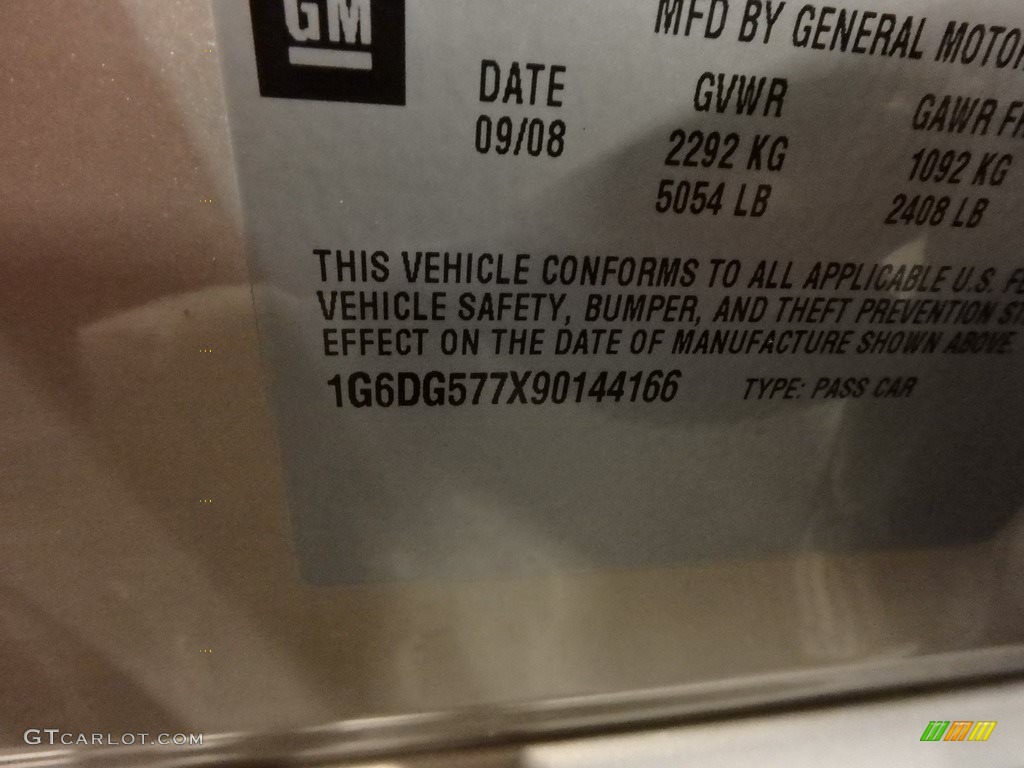 GM
MFD BY GENERAL
DATE GVWR GAWR
09/08 2292 KG 1092 KG
5054 LB 2408 LB
THIS VEHICLE CONFORMS TO ALL APPLICABLE U.S.
VEHICLE SAFETY, BUMPER, AND THEFT PREVENTION
EFFECT ON THE DATE OF MANUFACTURE SHOWN ABOVE
1G6DG577X90144166 TYPE: PASS CAR
GTCARLOT.COM